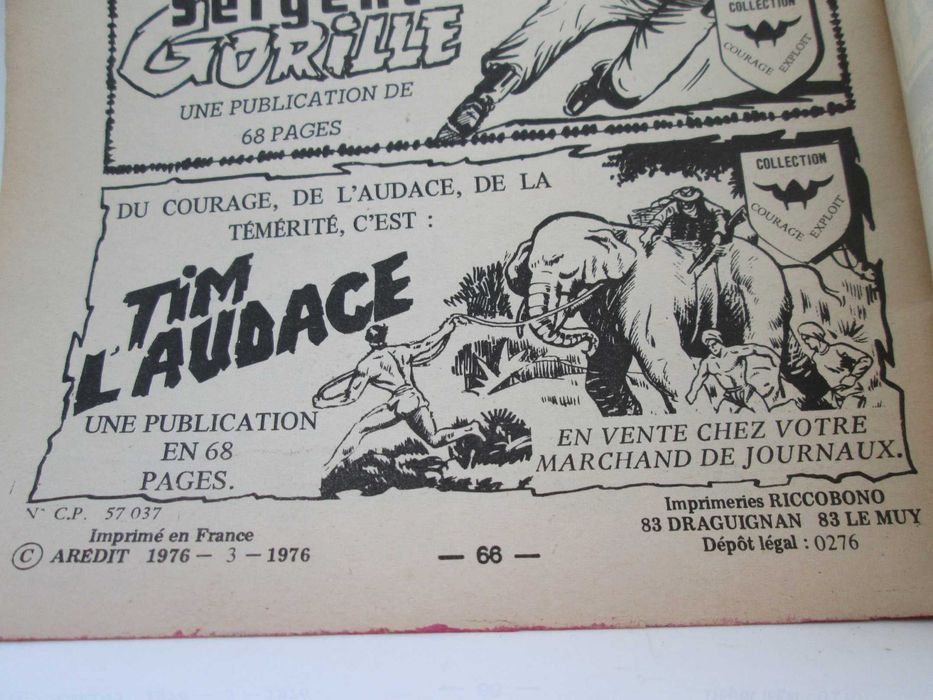 SERGENT
GORILLE
COLLECTION
COURAGE EXPLOIT
UNE PUBLICATION DE
68 PAGES
DU COURAGE, DE L'AUDACE, DE LA
TÉMÉRITÉ, C'EST :
COLLECTION
COURAGE EXPLOIT
TIM
L'AUDACE
UNE PUBLICATION
EN 68
PAGES.
EN VENTE CHEZ VOTRE
MARCHAND DE JOURNAUX.
N° C.P. 57 037
Imprimé en France
© ARÉDIT 1976 — 3 — 1976
— 66 —
Imprimeries RICCOBONO
83 DRAGUIGNAN 83 LE MUY
Dépôt légal : 0276